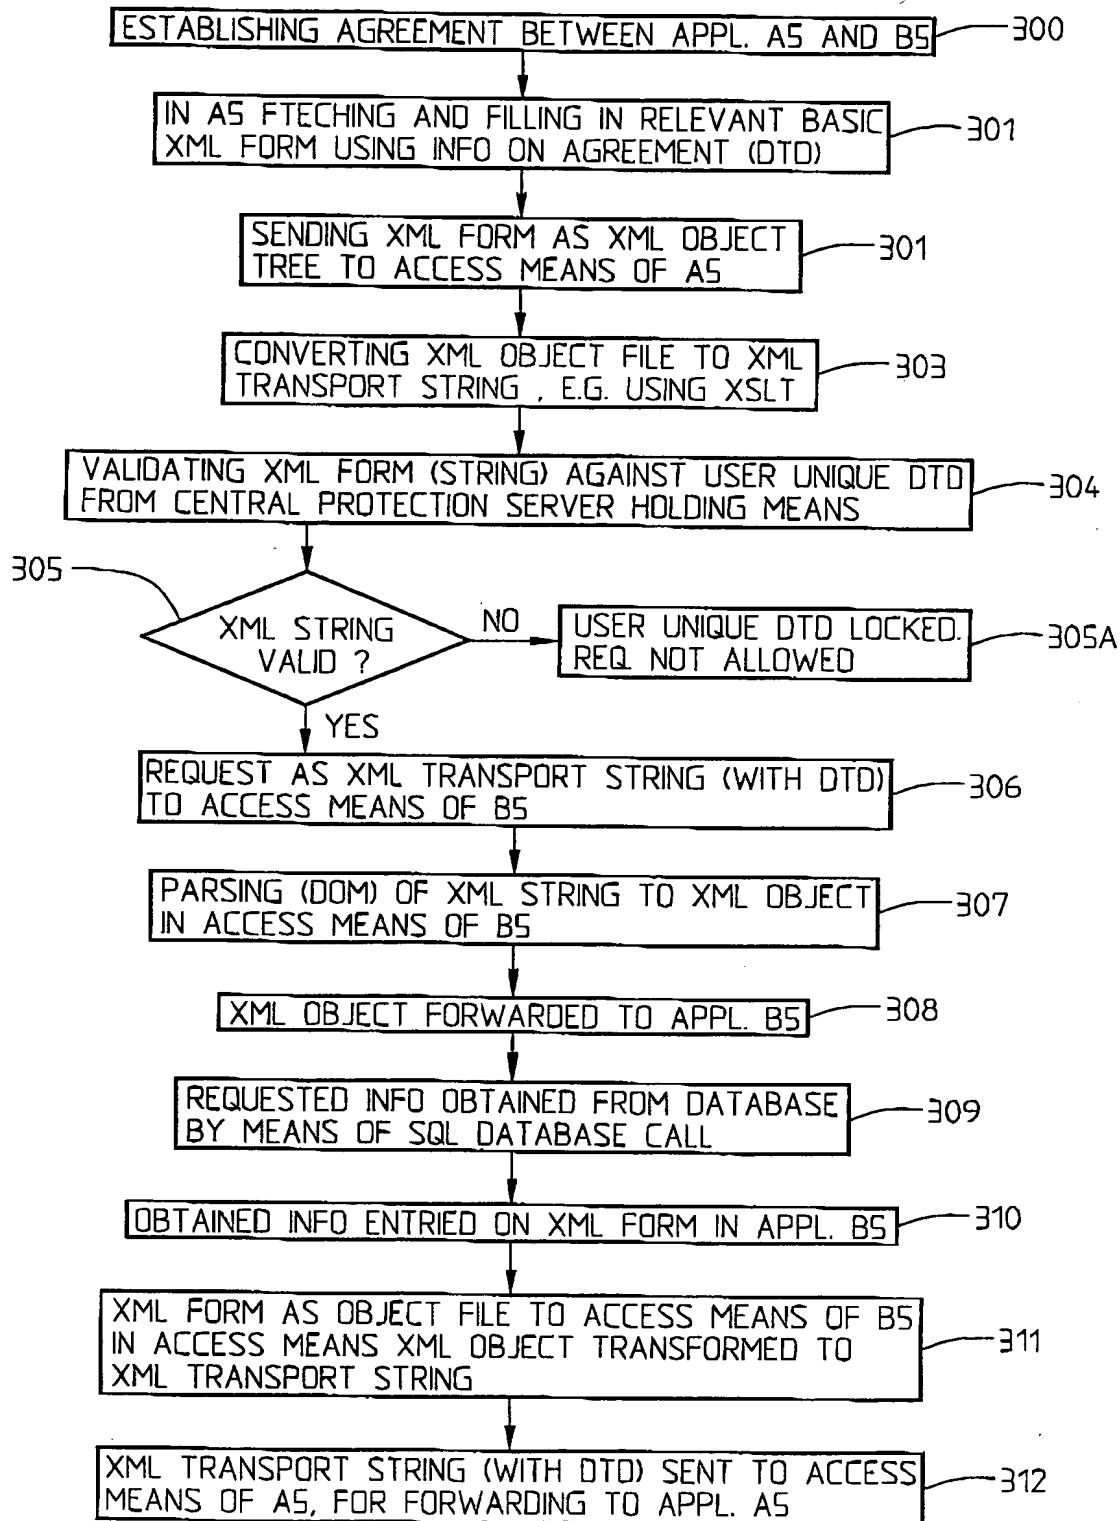 ESTABLISHING AGREEMENT BETWEEN APPL. A5 AND B5
300
IN A5 FTECHING AND FILLING IN RELEVANT BASIC
XML FORM USING INFO ON AGREEMENT (DTD)
301
SENDING XML FORM AS XML OBJECT
TREE TO ACCESS MEANS OF A5
301
CONVERTING XML OBJECT FILE TO XML
TRANSPORT STRING , E.G. USING XSLT
303
VALIDATING XML FORM (STRING) AGAINST USER UNIQUE DTD
FROM CENTRAL PROTECTION SERVER HOLDING MEANS
304
305
XML STRING
VALID ?
NO
USER UNIQUE DTD LOCKED.
REQ NOT ALLOWED
305A
YES
REQUEST AS XML TRANSPORT STRING (WITH DTD)
TO ACCESS MEANS OF B5
306
PARSING (DOM) OF XML STRING TO XML OBJECT
IN ACCESS MEANS OF B5
307
XML OBJECT FORWARDED TO APPL. B5
308
REQUESTED INFO OBTAINED FROM DATABASE
BY MEANS OF SQL DATABASE CALL
309
OBTAINED INFO ENTRIED ON XML FORM IN APPL. B5
310
XML FORM AS OBJECT FILE TO ACCESS MEANS OF B5
IN ACCESS MEANS XML OBJECT TRANSFORMED TO
XML TRANSPORT STRING
311
XML TRANSPORT STRING (WITH DTD) SENT TO ACCESS
MEANS OF A5, FOR FORWARDING TO APPL. A5
312